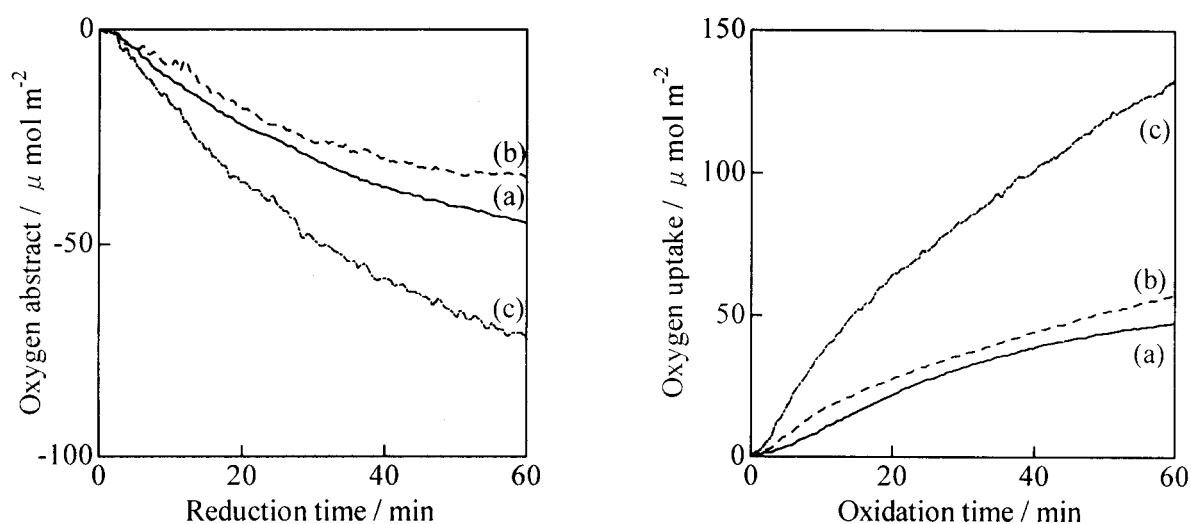 0
-50
-100
Oxygen abstract / μ mol m-2
(b)
(a)
(c)
0
20
40
60
Reduction time / min
150
100
50
0
Oxygen uptake / μ mol m-2
(c)
(b)
(a)
0
20
40
60
Oxidation time / min